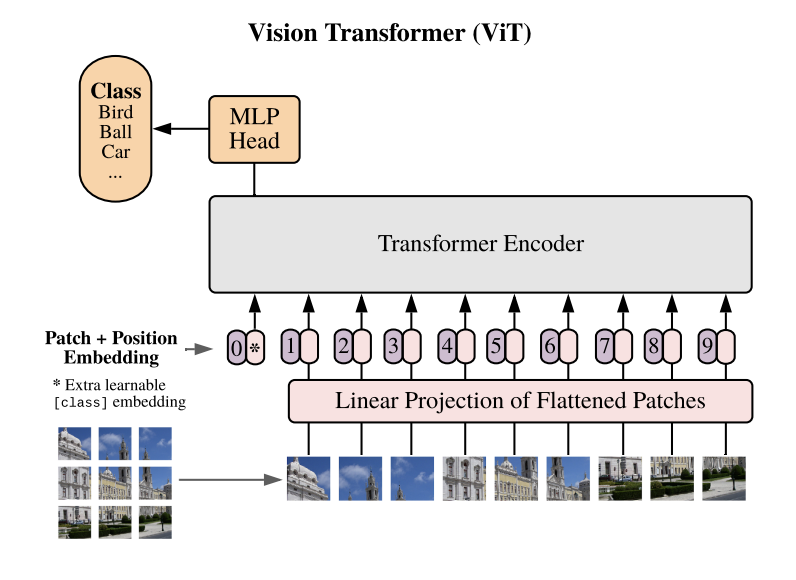 Vision Transformer (ViT)
Class
Bird
Ball
Car
...
MLP
Head
Transformer Encoder
Patch + Position
Embedding
0 * 1 2 3 4 5 6 7 8 9
* Extra learnable
[class] embedding
Linear Projection of Flattened Patches